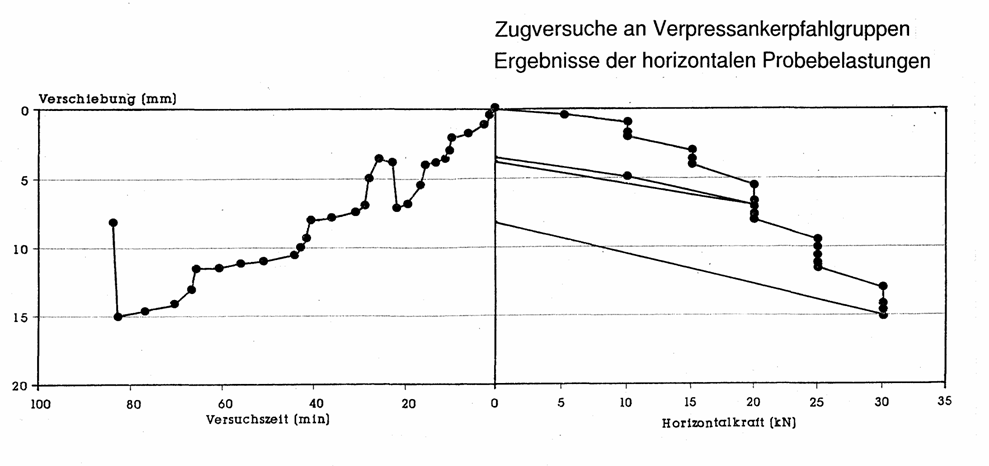 Zugversuche an Verpressankerpfahlgruppen
Ergebnisse der horizontalen Probebelastungen
Verschiebung (mm)
0
5
10
15
20
100 80 60 40 20 0 5 10 15 20 25 30 35
Versuchszeit (min) Horizontalkraft (kN)